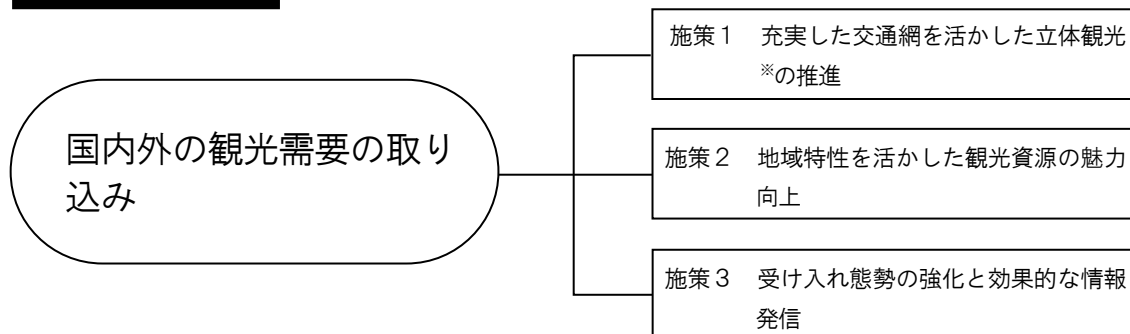 国内外の観光需要の取り
込み
施策１　充実した交通網を活かした立体観光
※の推進
施策２　地域特性を活かした観光資源の魅力
向上
施策３　受け入れ態勢の強化と効果的な情報
発信